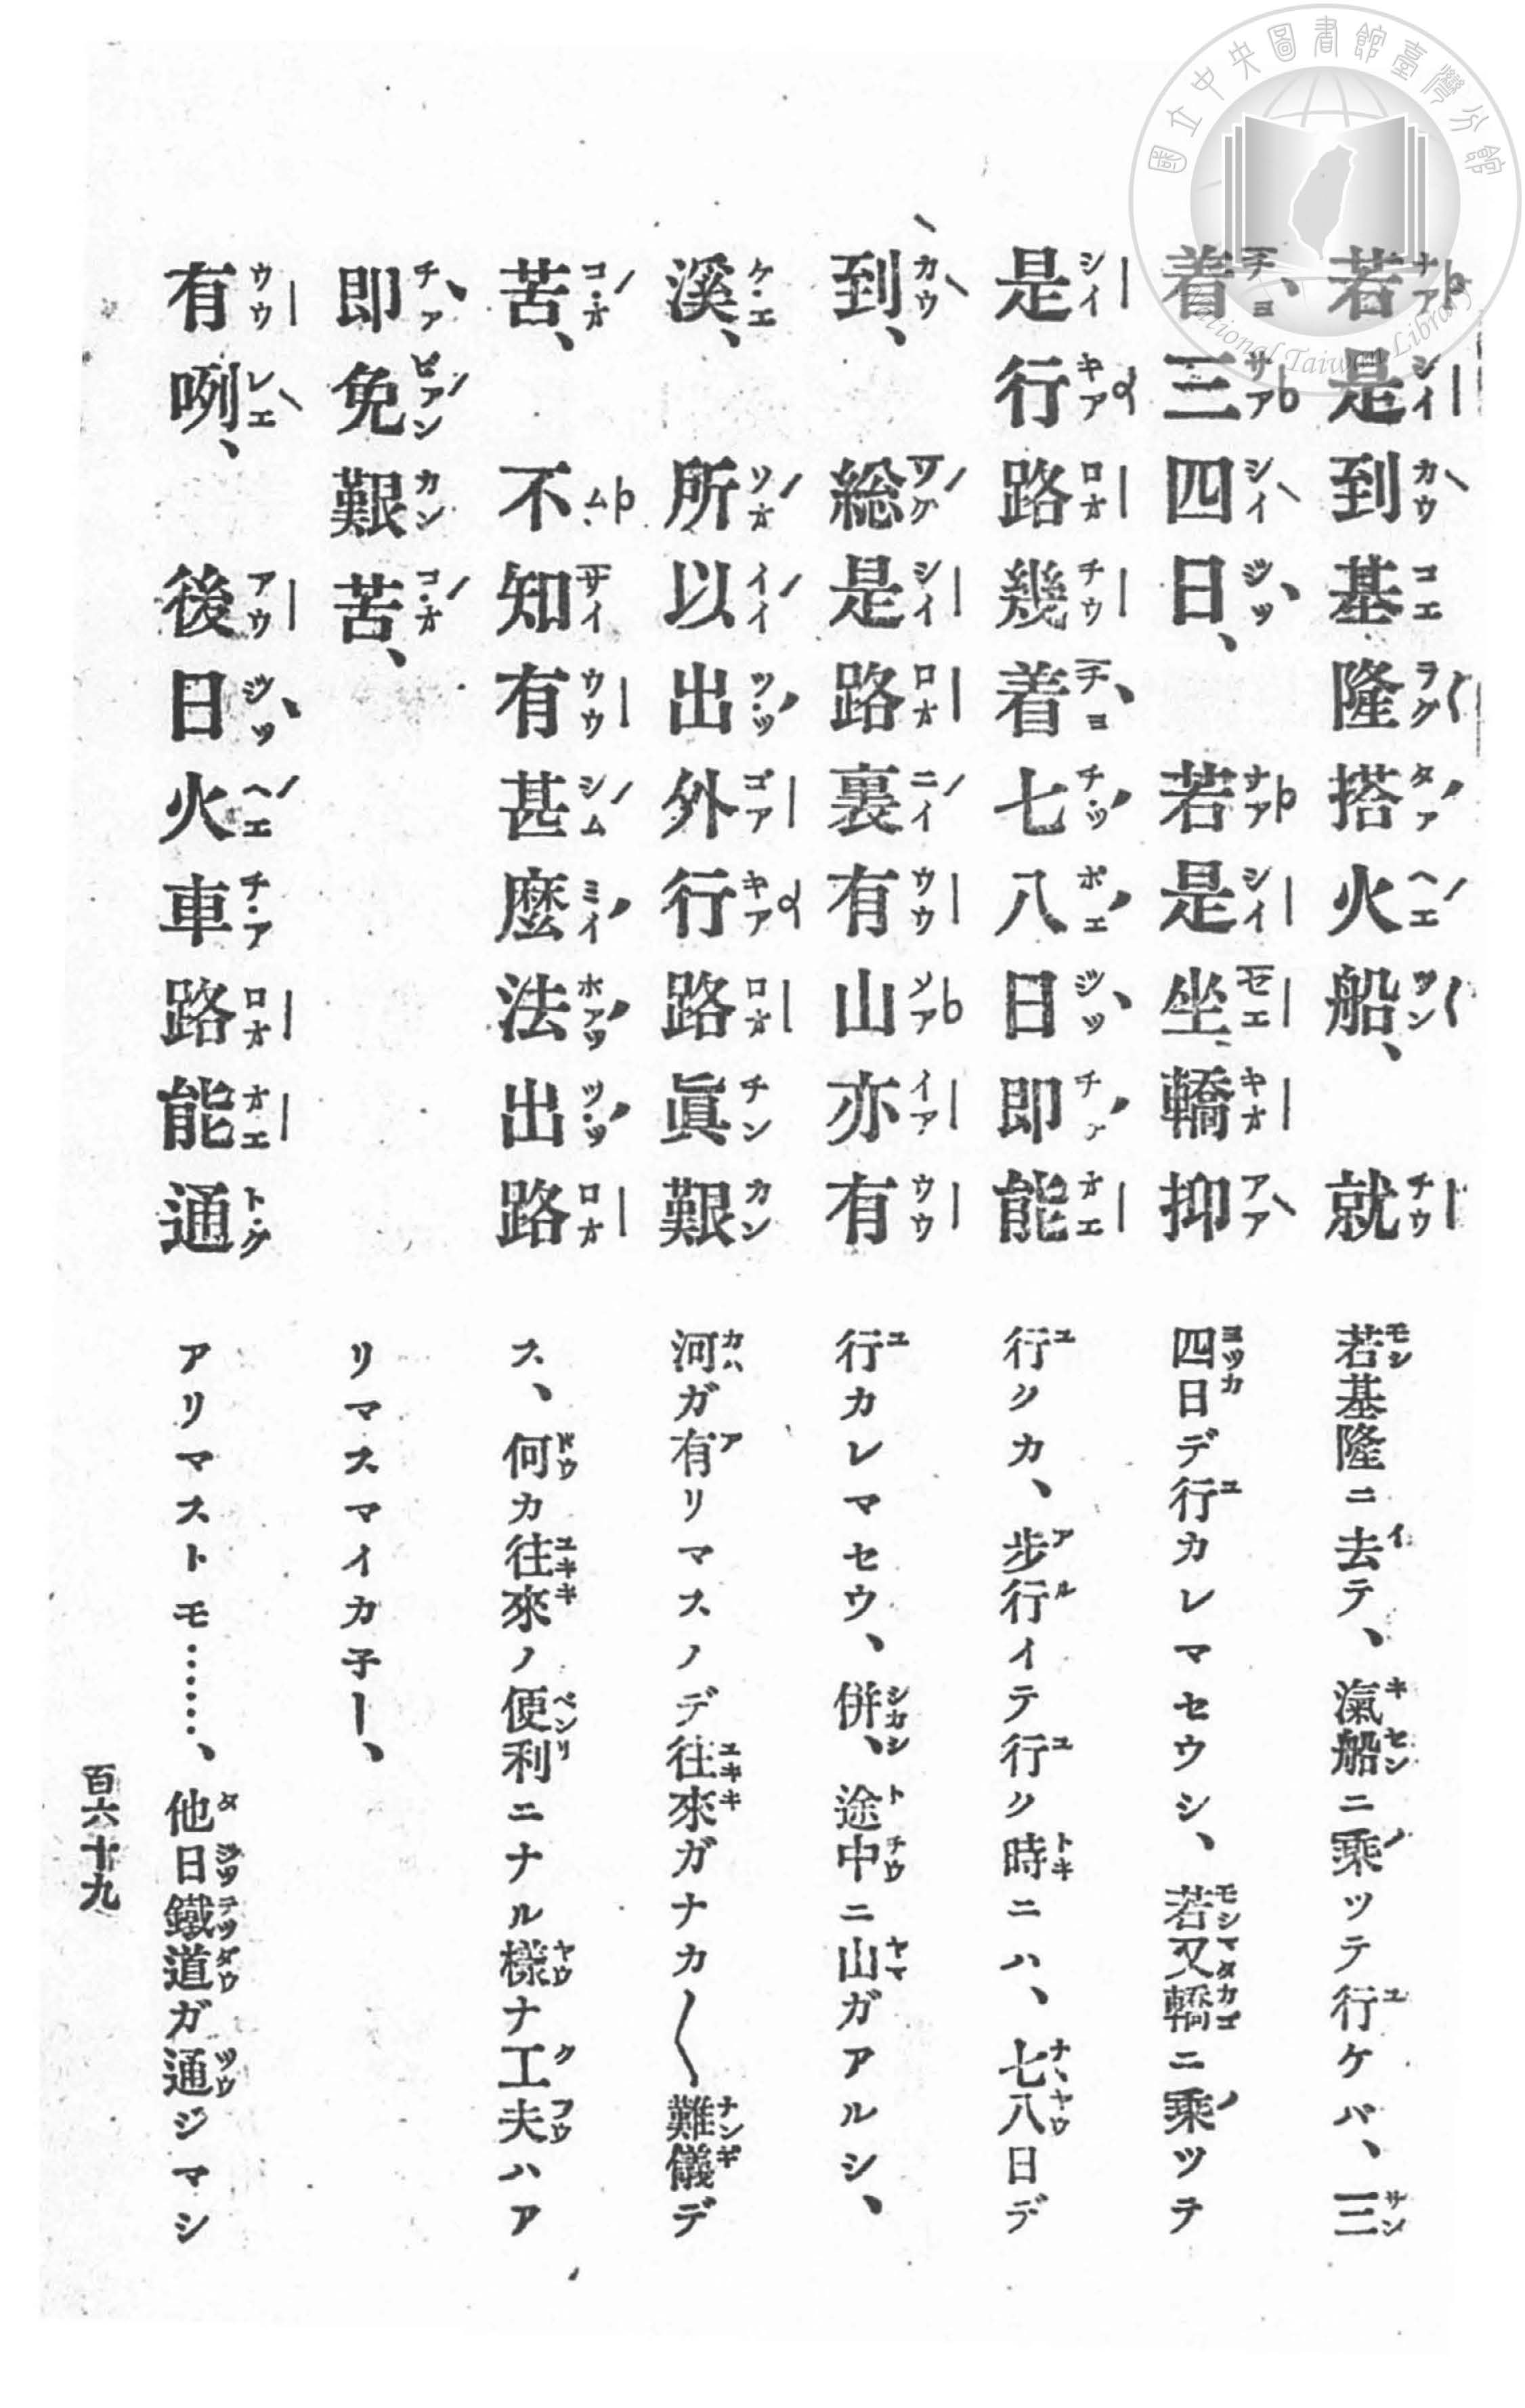 若是到基隆搭火船、就
着三四日、若是坐轎抑
是行路幾着七八日即能
到、総是路裏有山亦有
溪、所以出外行路眞艱
苦、不知有甚麼法出路
即免艱苦、
有咧、後日火車路能通
若基隆ニ去テ、滊船ニ乘ツテ行ケバ、三
四日デ行カレマセウシ、若又轎ニ乘ツテ
行クカ、步行イテ行ク時ニハ、七八日デ
行カレマセウ、併、途中ニ山ガアルシ、
河ガ有リマスノデ往來ガナカ〱難儀デ
ス、何カ往來ノ便利ニナル樣ナ工夫ハア
リマスマイカ子ー、
アリマストモ……、他日鐵道ガ通ジマシ
百六十九
國立中央圖書館臺灣分館
National Taiwan Library